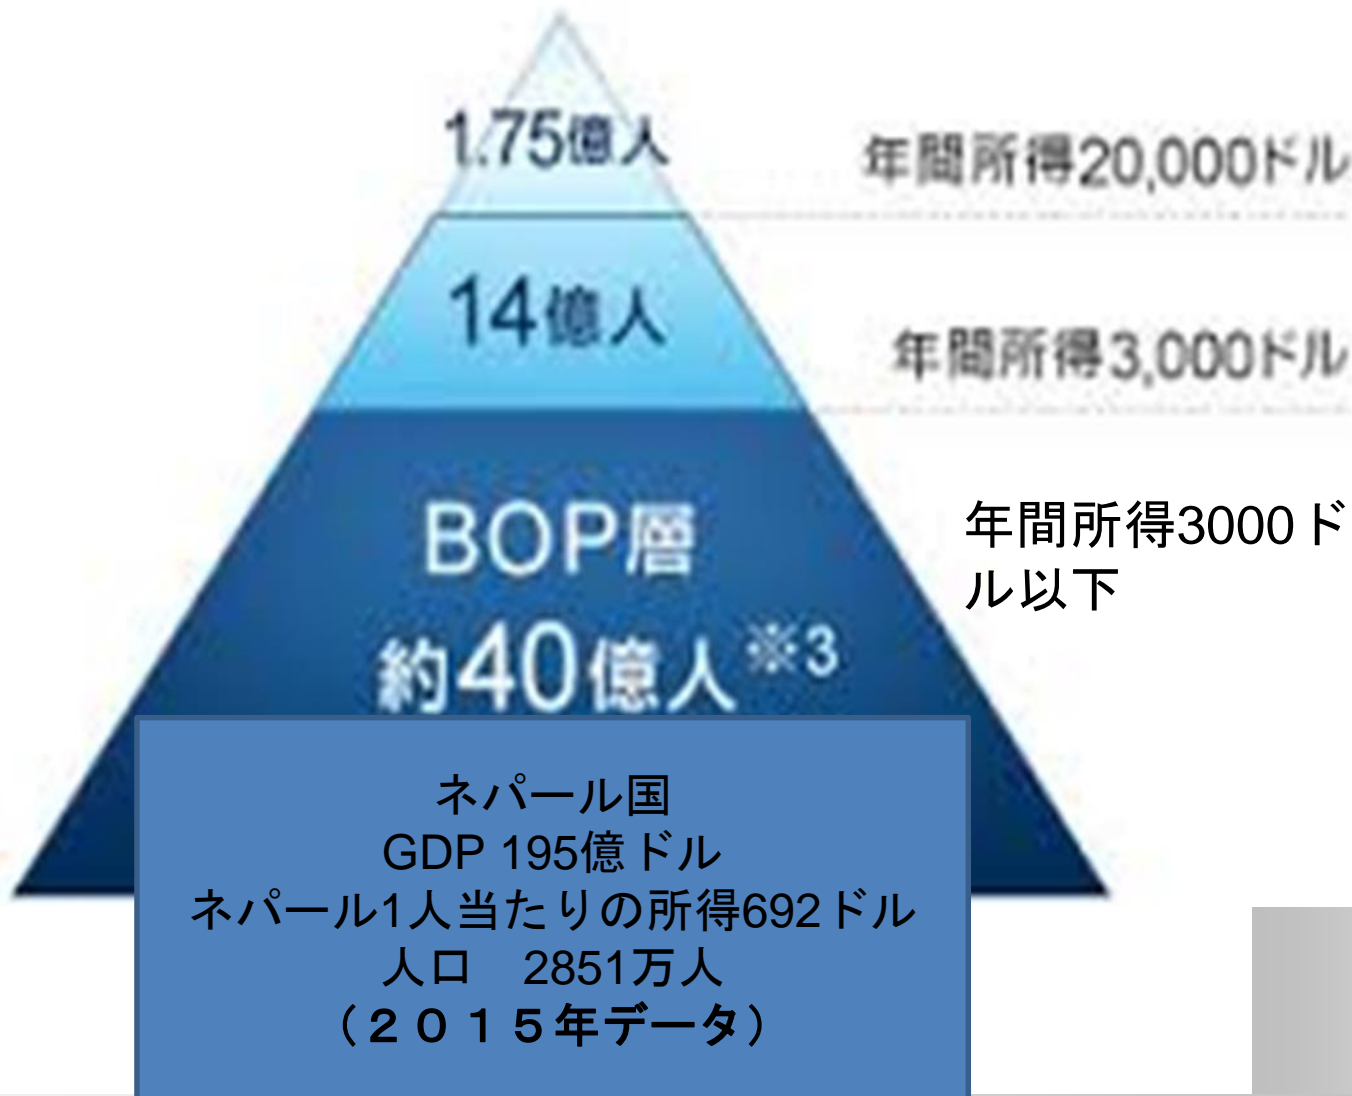 1.75億人
年間所得20,000ドル
14億人
年間所得3,000ドル
BOP層
年間所得3000ド
ル以下
約40億人※3
ネパール国
GDP 195億ドル
ネパール1人当たりの所得692ドル
人口　2851万人
（２０１５年データ）